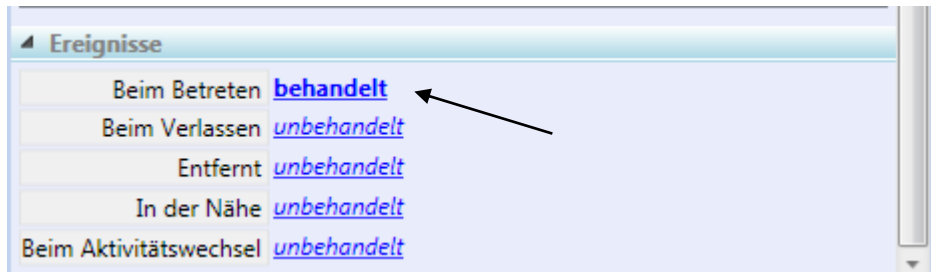 Ereignisse
Beim Betreten behandelt
Beim Verlassen unbehandelt
Entfernt unbehandelt
In der Nähe unbehandelt
Beim Aktivitätswechsel unbehandelt